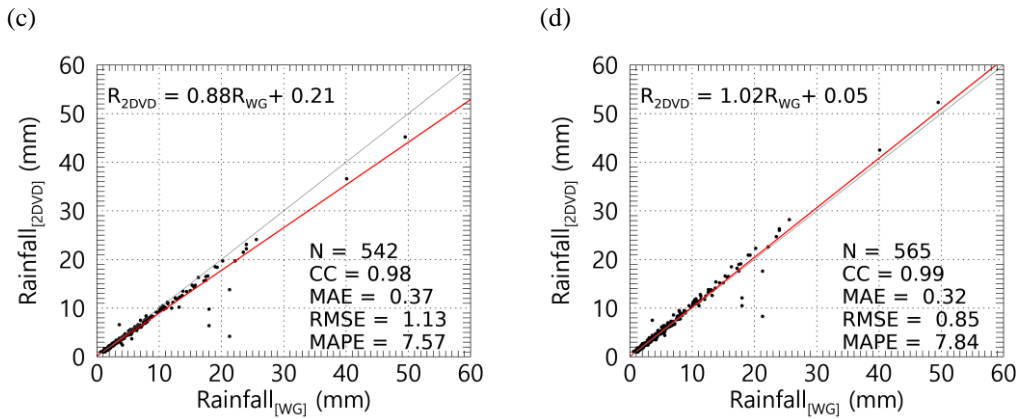 (c)
60
50
40
30
20
10
0
Rainfall[2DVD] (mm)
R2DVD = 0.88RWG+ 0.21
N = 542
CC = 0.98
MAE = 0.37
RMSE = 1.13
MAPE = 7.57
0 10 20 30 40 50 60
Rainfall[WG] (mm)
(d)
60
50
40
30
20
10
0
Rainfall[2DVD] (mm)
R2DVD = 1.02RWG+ 0.05
N = 565
CC = 0.99
MAE = 0.32
RMSE = 0.85
MAPE = 7.84
0 10 20 30 40 50 60
Rainfall[WG] (mm)